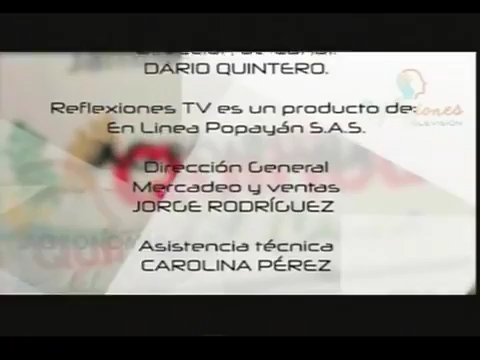 DARIO QUINTERO.
Reflexiones TV es un producto de:
En Linea Popayán S.A.S.
Dirección General
Mercadeo y ventas
JORGE RODRÍGUEZ
Asistencia técnica
CAROLINA PÉREZ